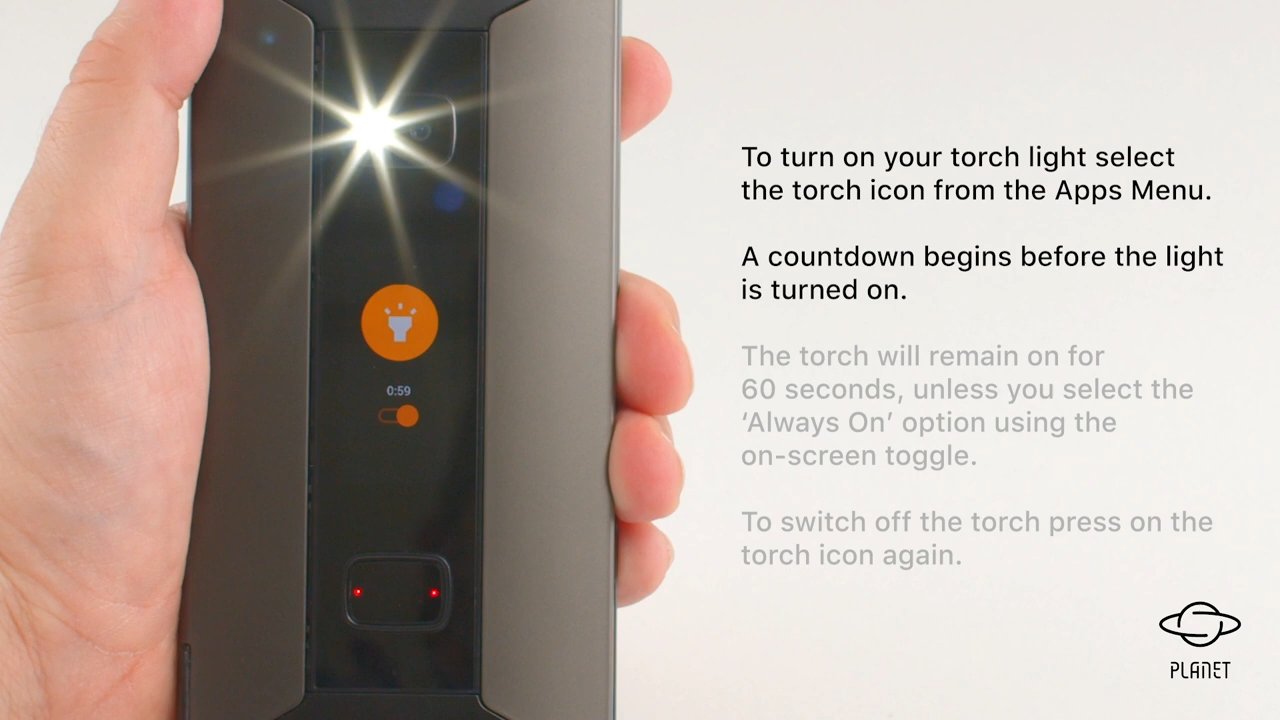 To turn on your torch light select
the torch icon from the Apps Menu.
A countdown begins before the light
is turned on.
The torch will remain on for
60 seconds, unless you select the
‘Always On’ option using the
on-screen toggle.
To switch off the torch press on the
torch icon again.
0:59
PLANET